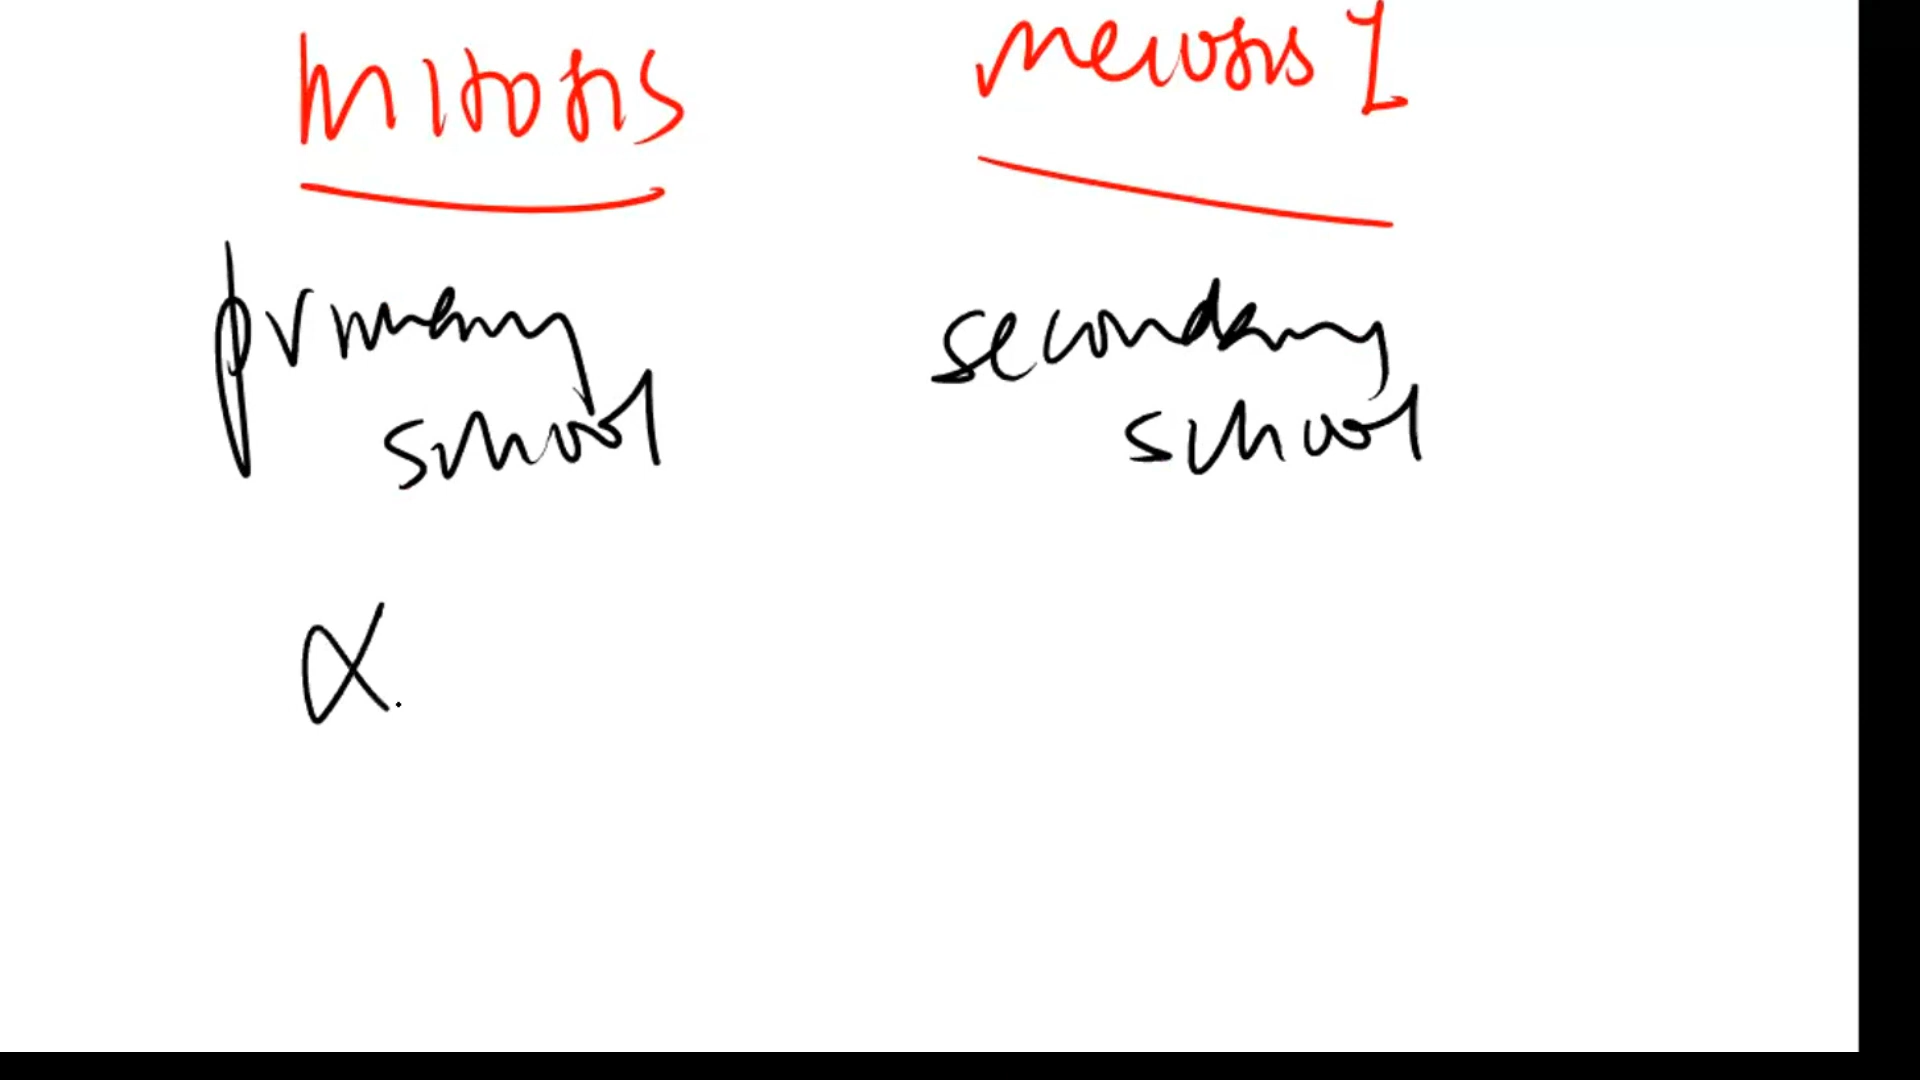 mitosis
meiosis I
primary
school
secondary
school
α